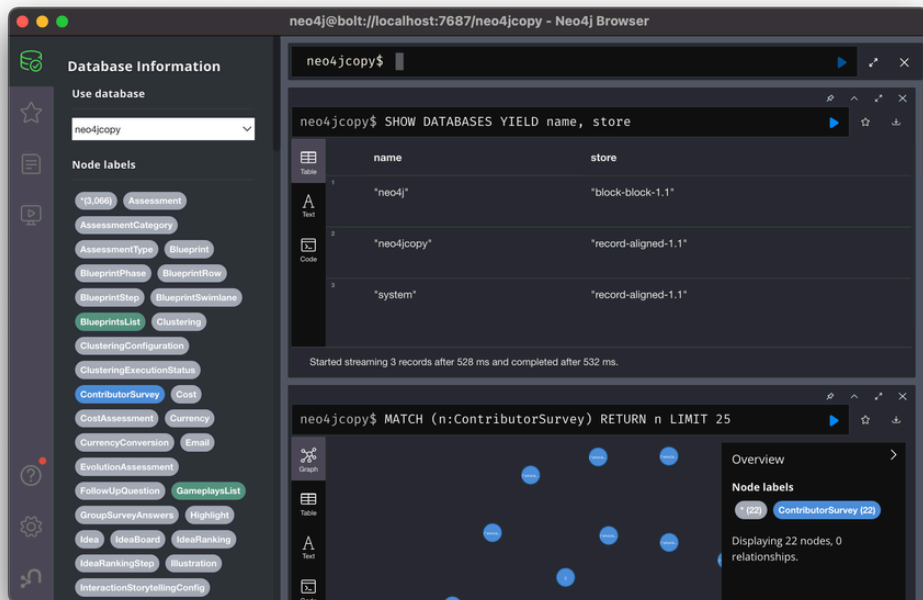 neo4j@bolt://localhost:7687/neo4jcopy - Neo4j Browser
Database Information
Use database
neo4jcopy
Node labels
*(3,066) Assessment
AssessmentCategory
AssessmentType Blueprint
BlueprintPhase BlueprintRow
BlueprintStep BlueprintSwimlane
BlueprintsList Clustering
ClusteringConfiguration
ClusteringExecutionStatus
ContributorSurvey Cost
CostAssessment Currency
CurrencyConversion Email
EvolutionAssessment
FollowUpQuestion GameplaysList
GroupSurveyAnswers Highlight
Idea IdeaBoard IdeaRanking
IdeaRankingStep Illustration
InteractionStorytellingConfig
neo4jcopy$
neo4jcopy$ SHOW DATABASES YIELD name, store
Table
Text
Code
name store
1 "neo4j" "block-block-1.1"
2 "neo4jcopy" "record-aligned-1.1"
3 "system" "record-aligned-1.1"
Started streaming 3 records after 528 ms and completed after 532 ms.
neo4jcopy$ MATCH (n:ContributorSurvey) RETURN n LIMIT 25
Graph
Table
Text
Code
Overview
Node labels
* (22) ContributorSurvey (22)
Displaying 22 nodes, 0
relationships.